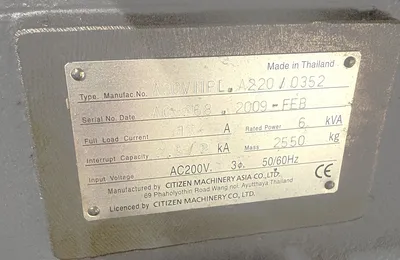 Made in Thailand
Type. Manufac.No. A220 / 0352
Serial No. Date 2009-FEB
Full Load Current A Rated Power 6 kVA
Interrupt Capacity kA Mass 2550 kg
Input Voltage AC200V. 3φ. 50/60Hz
Manufactured by CITIZEN MACHINERY ASIA CO.,LTD.
69 Phaholyothin Road Wang noi Ayutthaya Thailand
Licenced by CITIZEN MACHINERY CO., LTD.
CE